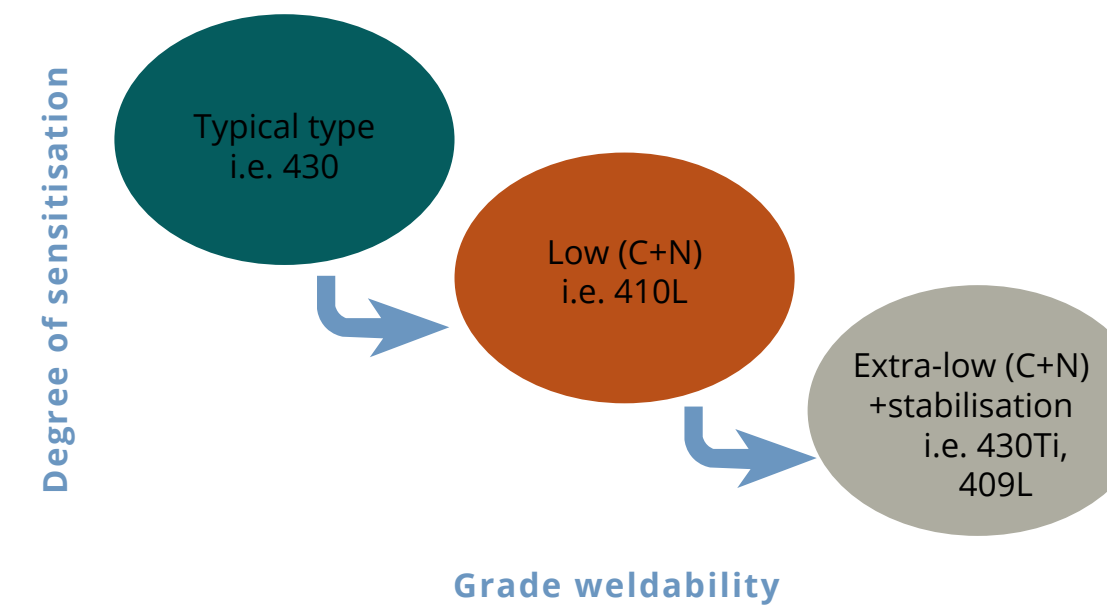 Degree of sensitisation
Typical type
i.e. 430
Low (C+N)
i.e. 410L
Extra-low (C+N)
+stabilisation
i.e. 430Ti,
409L
Grade weldability